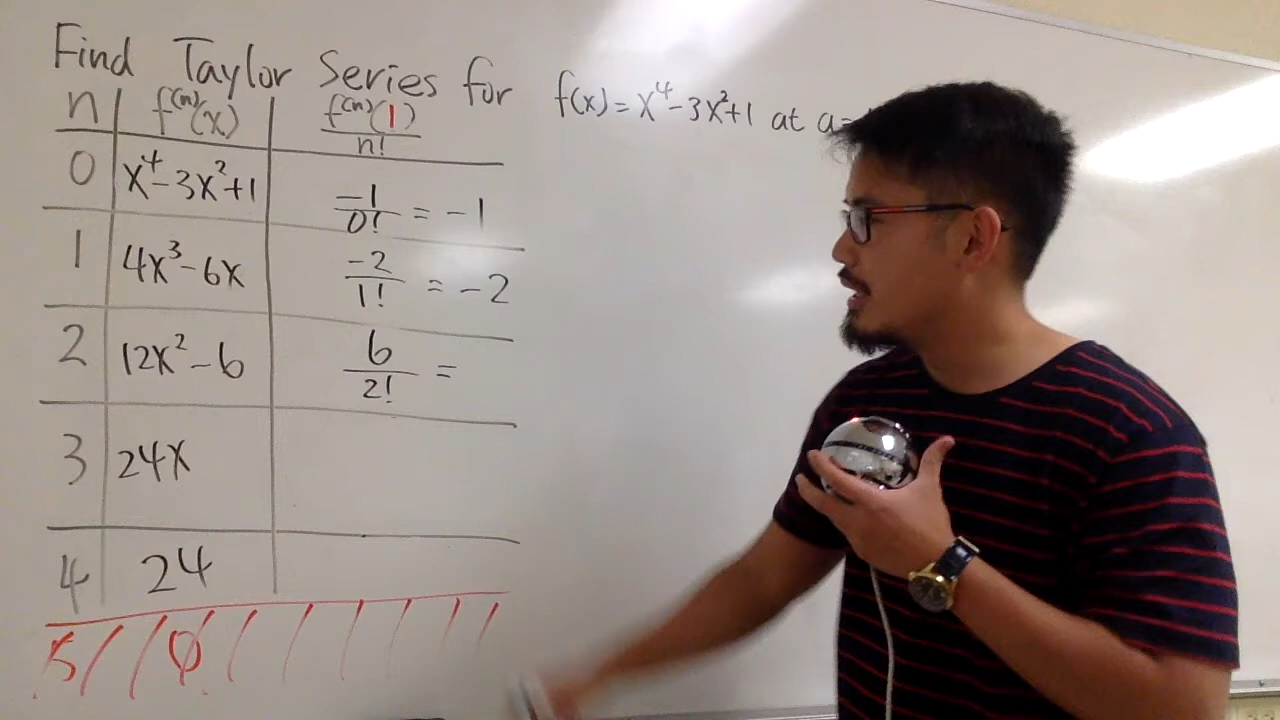 Find Taylor Series for f(x) = x⁴ - 3x² + 1 at a =
n f⁽ⁿ⁾(x) f⁽ⁿ⁾(1)/n!
0 x⁴ - 3x² + 1 -1/0! = -1
1 4x³ - 6x -2/1! = -2
2 12x² - 6 6/2! =
3 24x
4 24
5 0